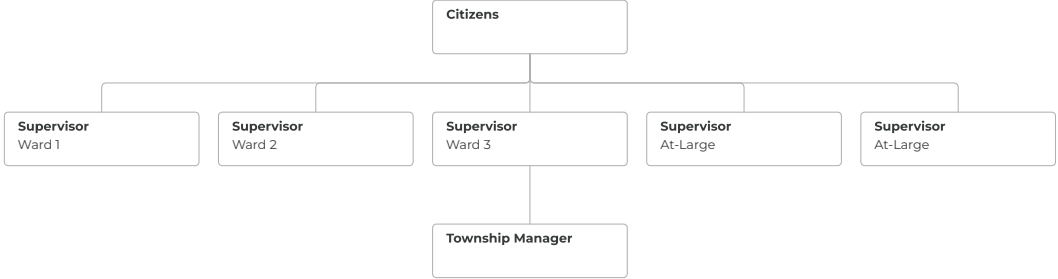 Citizens
Supervisor
Ward 1
Supervisor
Ward 2
Supervisor
Ward 3
Supervisor
At-Large
Supervisor
At-Large
Township Manager